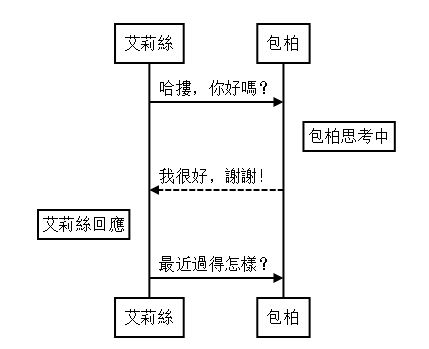 艾莉絲
包柏
哈摟，你好嗎？
包柏思考中
我很好，謝謝！
艾莉絲回應
最近過得怎樣？
艾莉絲
包柏